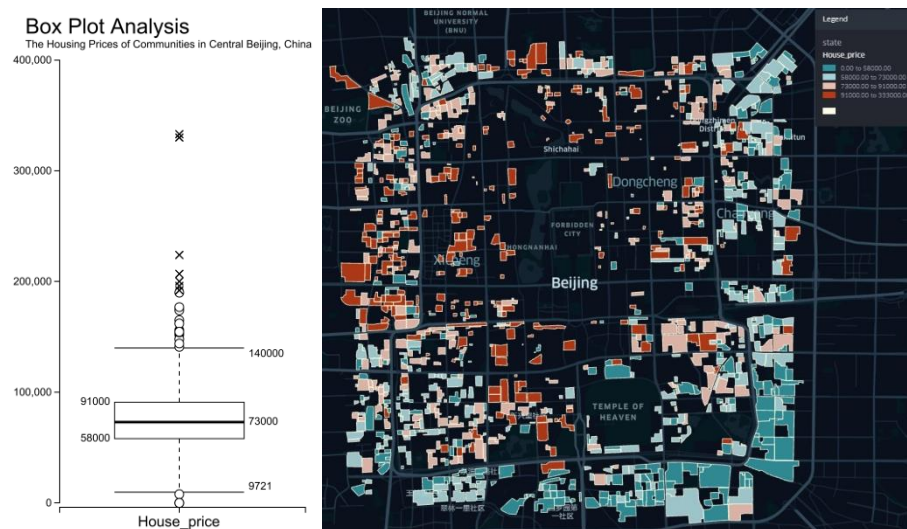 Box Plot Analysis
The Housing Prices of Communities in Central Beijing, China
400,000
300,000
200,000
100,000
0
140000
91000
73000
58000
9721
House_price
BEIJING NORMAL
UNIVERSITY
(BNU)
BEIJING
ZOO
Shichahai
Dongcheng
FORBIDDEN
CITY
Beijing
TEMPLE OF
HEAVEN
Legend
state
House_price
0.00 to 58000.00
58000.00 to 73000.00
73000.00 to 91000.00
91000.00 to 333000.00